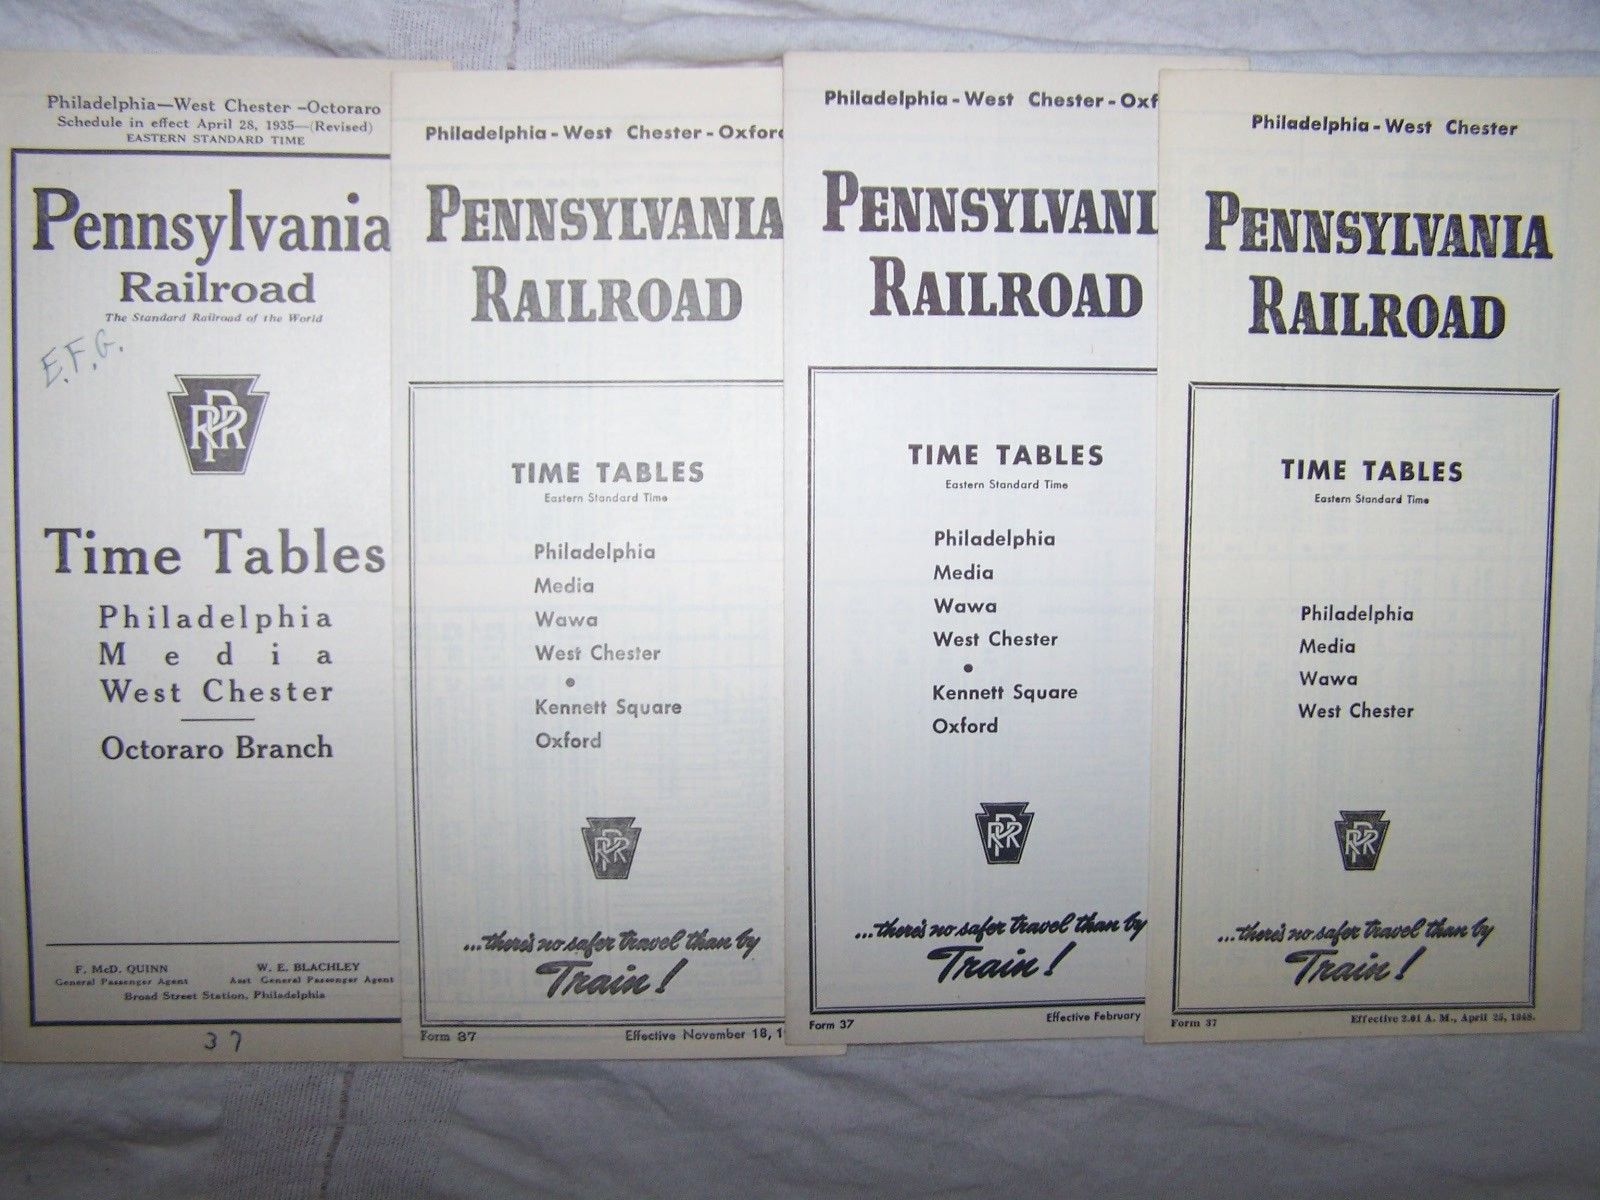 Philadelphia—West Chester–Octoraro
Schedule in effect April 28, 1935—(Revised)
EASTERN STANDARD TIME
Pennsylvania
Railroad
The Standard Railroad of the World
E.F.G.
PRR
Time Tables
Philadelphia
Media
West Chester
Octoraro Branch
F. McD. QUINN
General Passenger Agent
W. E. BLACHLEY
Asst General Passenger Agent
Broad Street Station, Philadelphia
37
Philadelphia - West Chester - Oxford
PENNSYLVANIA
RAILROAD
TIME TABLES
Eastern Standard Time
Philadelphia
Media
Wawa
West Chester
•
Kennett Square
Oxford
PRR
...there's no safer travel than by
Train!
Form 37
Effective November 18, 1
Philadelphia - West Chester - Oxf
PENNSYLVANI
RAILROAD
TIME TABLES
Eastern Standard Time
Philadelphia
Media
Wawa
West Chester
•
Kennett Square
Oxford
PRR
...there's no safer travel than by
Train!
Form 37
Effective February
Philadelphia - West Chester
PENNSYLVANIA
RAILROAD
TIME TABLES
Eastern Standard Time
Philadelphia
Media
Wawa
West Chester
PRR
...there's no safer travel than by
Train!
Form 37
Effective 2.01 A. M., April 25, 1948.